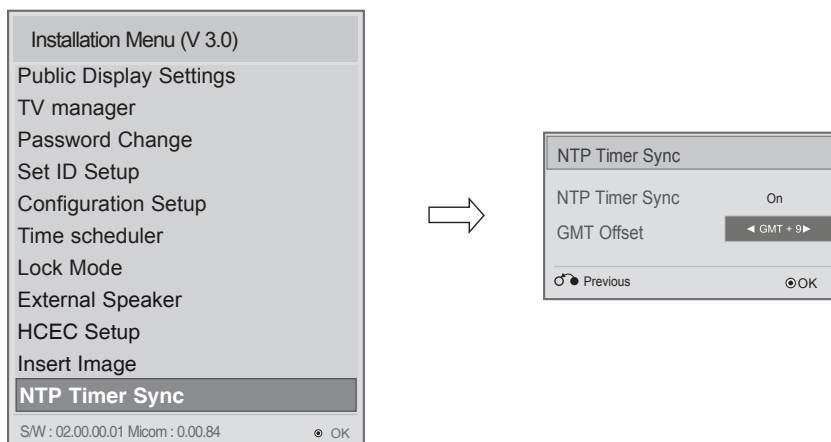 Installation Menu (V 3.0)
Public Display Settings
TV manager
Password Change
Set ID Setup
Configuration Setup
Time scheduler
Lock Mode
External Speaker
HCEC Setup
Insert Image
NTP Timer Sync
S/W : 02.00.00.01 Micom : 0.00.84 ◉ OK
NTP Timer Sync
NTP Timer Sync On
GMT Offset ◄ GMT + 9►
Previous ◉OK